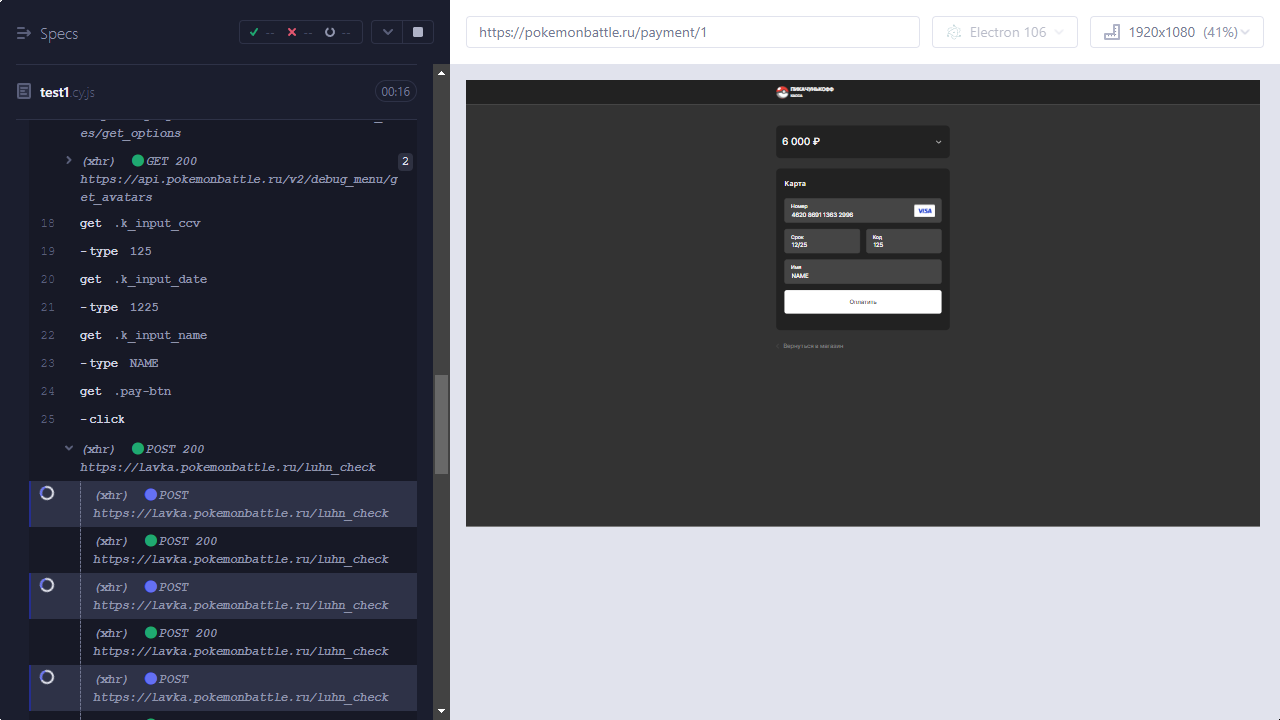 Specs
--
--
--
test1.cy.js
00:16
es/get_options
(xhr) GET 200
2
https://api.pokemonbattle.ru/v2/debug_menu/g
et_avatars
18 get .k_input_ccv
19 -type 125
20 get .k_input_date
21 -type 1225
22 get .k_input_name
23 -type NAME
24 get .pay-btn
25 -click
(xhr) POST 200
https://lavka.pokemonbattle.ru/luhn_check
(xhr) POST
https://lavka.pokemonbattle.ru/luhn_check
(xhr) POST 200
https://lavka.pokemonbattle.ru/luhn_check
(xhr) POST
https://lavka.pokemonbattle.ru/luhn_check
(xhr) POST 200
https://lavka.pokemonbattle.ru/luhn_check
(xhr) POST
https://lavka.pokemonbattle.ru/luhn_check
https://pokemonbattle.ru/payment/1
Electron 106
1920x1080 (41%)
6 000 ₽
Карта
Номер
4620 8691 1363 2996
VISA
Срок
12/25
Код
125
Имя
NAME
Оплатить
Вернуться в магазин